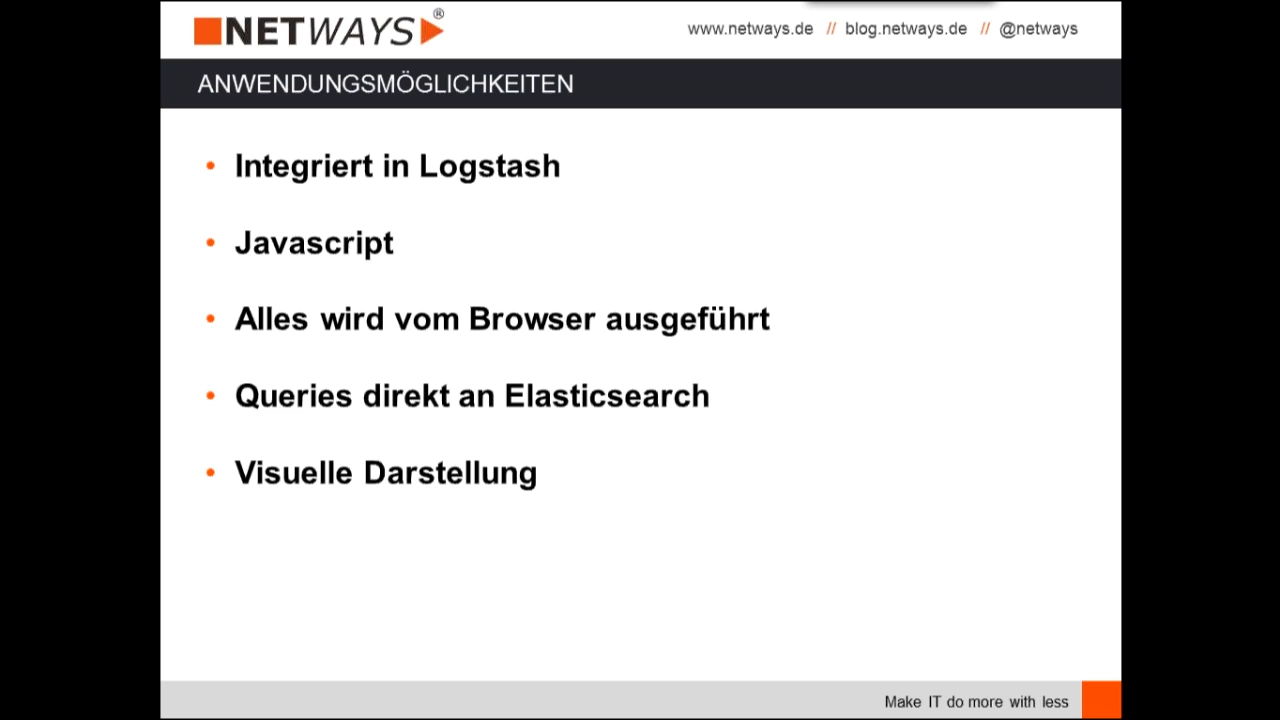 NETWAYS®
www.netways.de // blog.netways.de // @netways
ANWENDUNGSMÖGLICHKEITEN
• Integriert in Logstash
• Javascript
• Alles wird vom Browser ausgeführt
• Queries direkt an Elasticsearch
• Visuelle Darstellung
Make IT do more with less